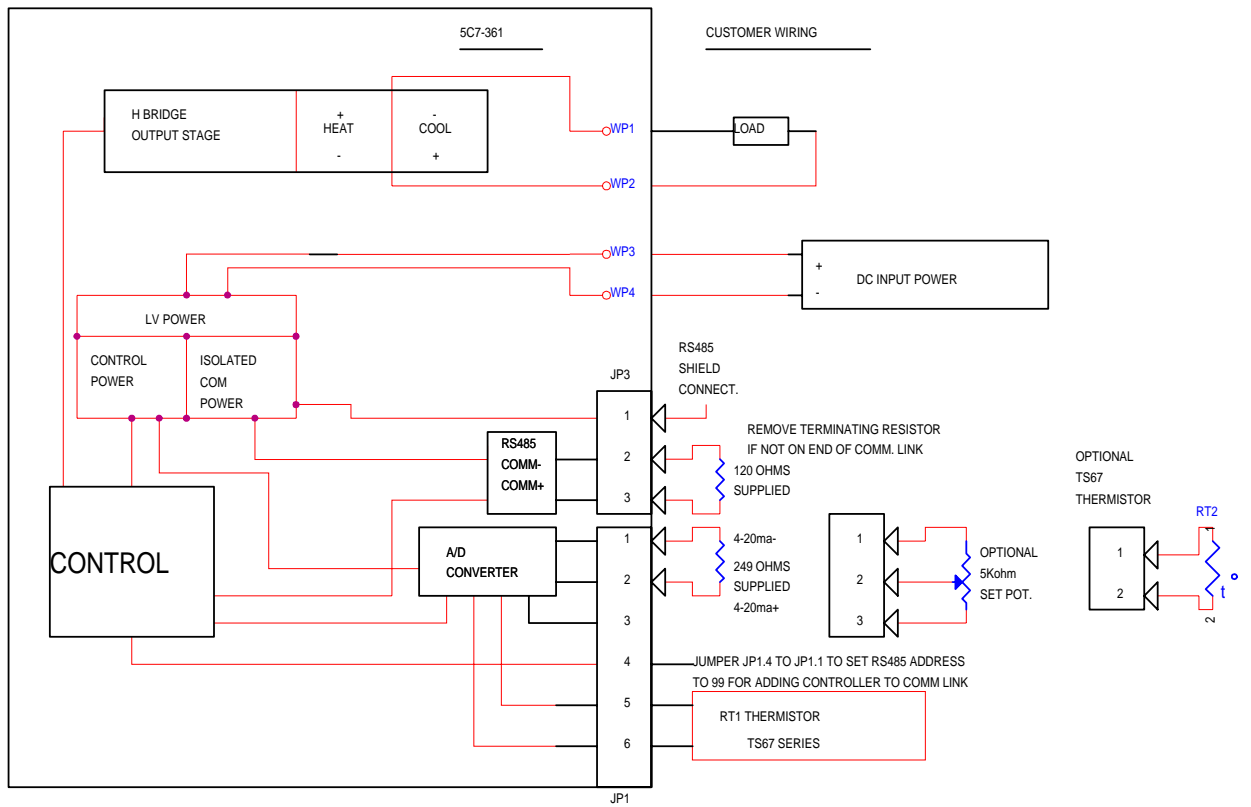 5C7-361
CUSTOMER WIRING
H BRIDGE
OUTPUT STAGE
+
HEAT
-
-
COOL
+
WP1
LOAD
WP2
WP3
WP4
+
-
DC INPUT POWER
LV POWER
CONTROL
POWER
ISOLATED
COM
POWER
RS485
SHIELD
CONNECT.
JP3
1
2
3
RS485
COMM-
COMM+
REMOVE TERMINATING RESISTOR
IF NOT ON END OF COMM. LINK
120 OHMS
SUPPLIED
CONTROL
A/D
CONVERTER
1
2
3
4
5
6
JP1
4-20ma-
249 OHMS
SUPPLIED
4-20ma+
1
2
3
OPTIONAL
5Kohm
SET POT.
OPTIONAL
TS67
THERMISTOR
RT2
1
2
1
2
t °
JUMPER JP1.4 TO JP1.1 TO SET RS485 ADDRESS
TO 99 FOR ADDING CONTROLLER TO COMM LINK
RT1 THERMISTOR
TS67 SERIES